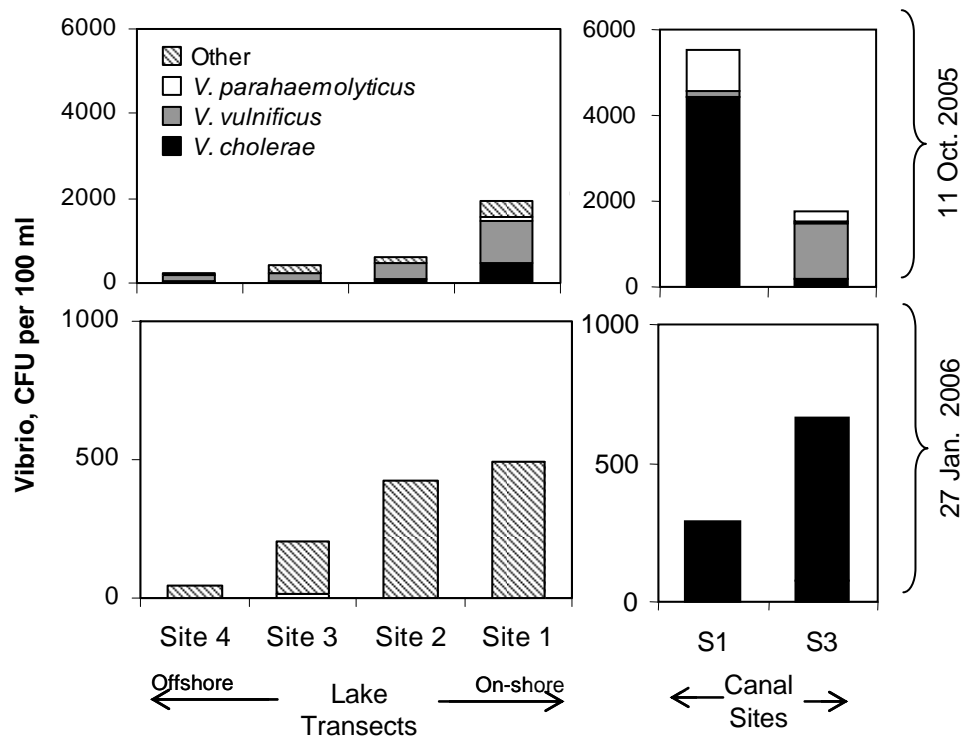 Vibrio, CFU per 100 ml
6000
4000
2000
0
Other
V. parahaemolyticus
V. vulnificus
V. cholerae
6000
4000
2000
0
11 Oct. 2005
1000
500
0
1000
500
0
27 Jan. 2006
Site 4 Site 3 Site 2 Site 1
S1 S3
Offshore
On-shore
Lake
Transects
Canal
Sites